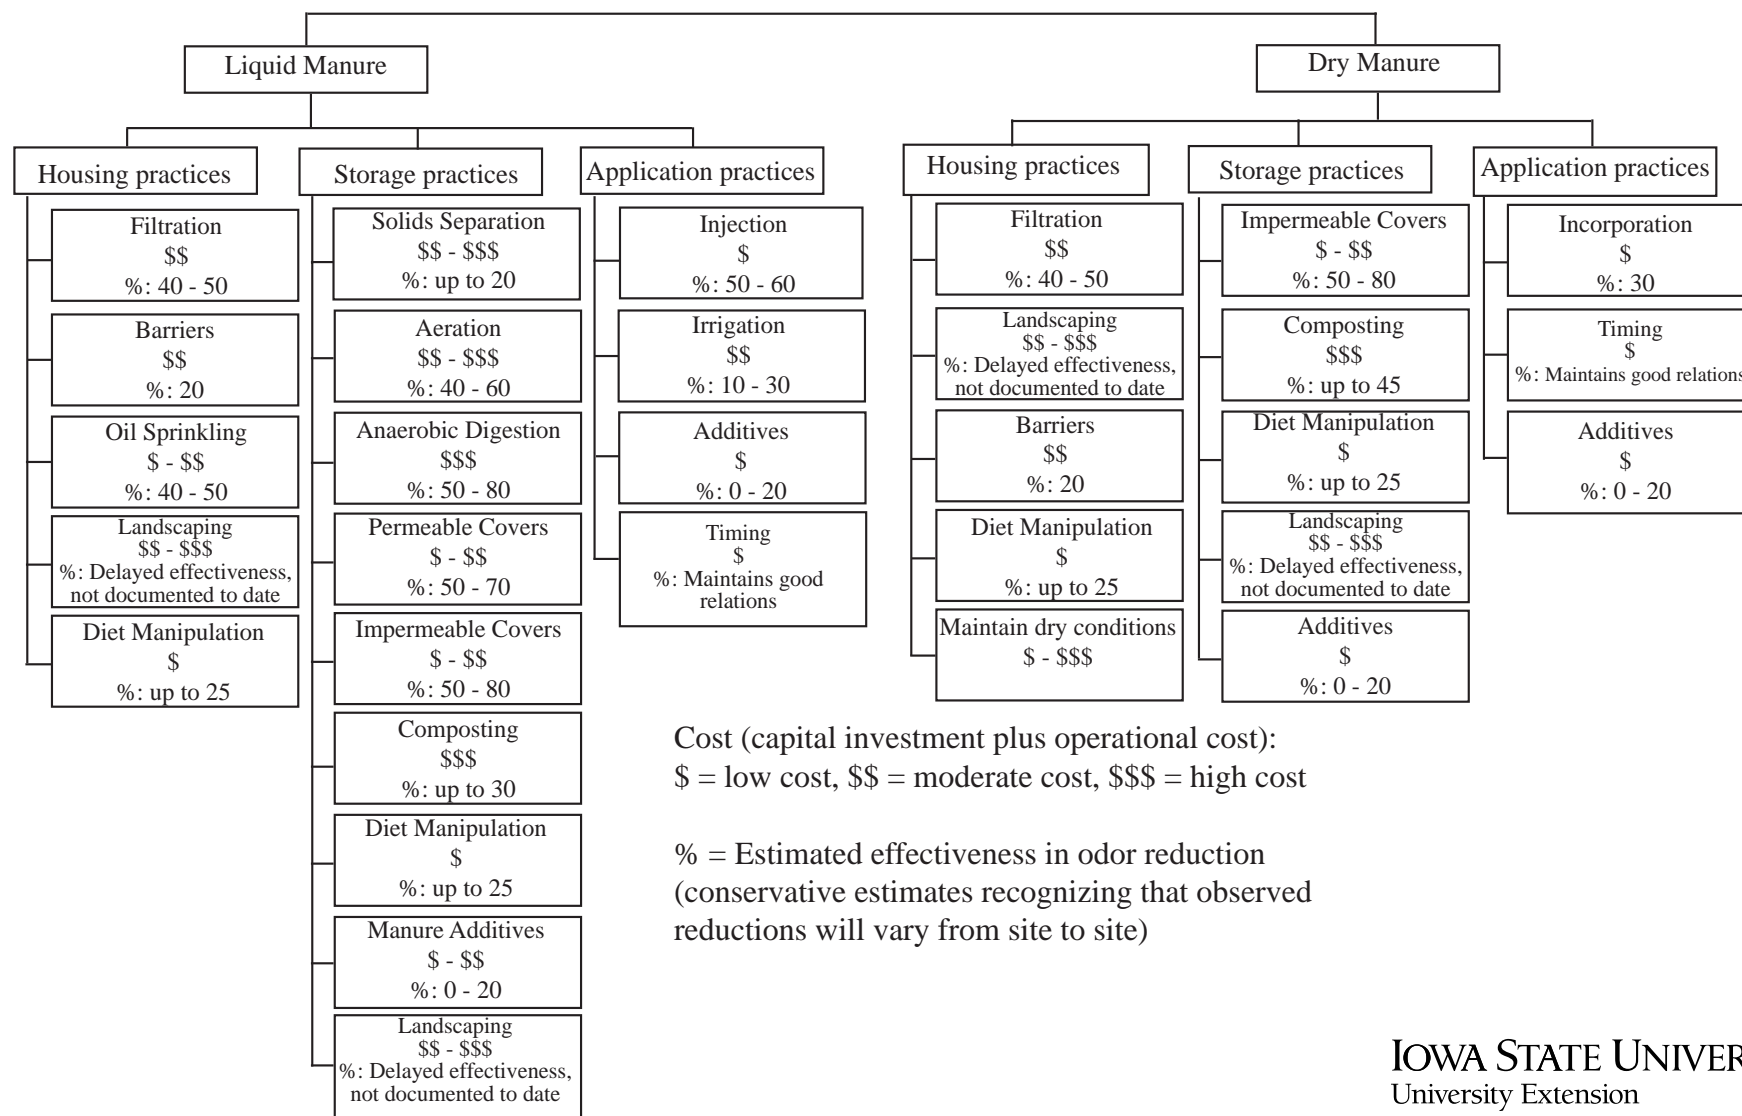 Liquid Manure
Housing practices
Filtration
$$
%: 40 - 50
Barriers
$$
%: 20
Oil Sprinkling
$ - $$
%: 40 - 50
Landscaping
$$ - $$$
%: Delayed effectiveness,
not documented to date
Diet Manipulation
$
%: up to 25
Storage practices
Solids Separation
$$ - $$$
%: up to 20
Aeration
$$ - $$$
%: 40 - 60
Anaerobic Digestion
$$$
%: 50 - 80
Permeable Covers
$ - $$
%: 50 - 70
Impermeable Covers
$ - $$
%: 50 - 80
Composting
$$$
%: up to 30
Diet Manipulation
$
%: up to 25
Manure Additives
$ - $$
%: 0 - 20
Landscaping
$$ - $$$
%: Delayed effectiveness,
not documented to date
Application practices
Injection
$
%: 50 - 60
Irrigation
$$
%: 10 - 30
Additives
$
%: 0 - 20
Timing
$
%: Maintains good
relations
Dry Manure
Housing practices
Filtration
$$
%: 40 - 50
Landscaping
$$ - $$$
%: Delayed effectiveness,
not documented to date
Barriers
$$
%: 20
Diet Manipulation
$
%: up to 25
Maintain dry conditions
$ - $$$
Storage practices
Impermeable Covers
$ - $$
%: 50 - 80
Composting
$$$
%: up to 45
Diet Manipulation
$
%: up to 25
Landscaping
$$ - $$$
%: Delayed effectiveness,
not documented to date
Additives
$
%: 0 - 20
Application practices
Incorporation
$
%: 30
Timing
$
%: Maintains good relations
Additives
$
%: 0 - 20
Cost (capital investment plus operational cost):
$ = low cost, $$ = moderate cost, $$$ = high cost
% = Estimated effectiveness in odor reduction
(conservative estimates recognizing that observed
reductions will vary from site to site)
IOWA STATE UNIVER
University Extension